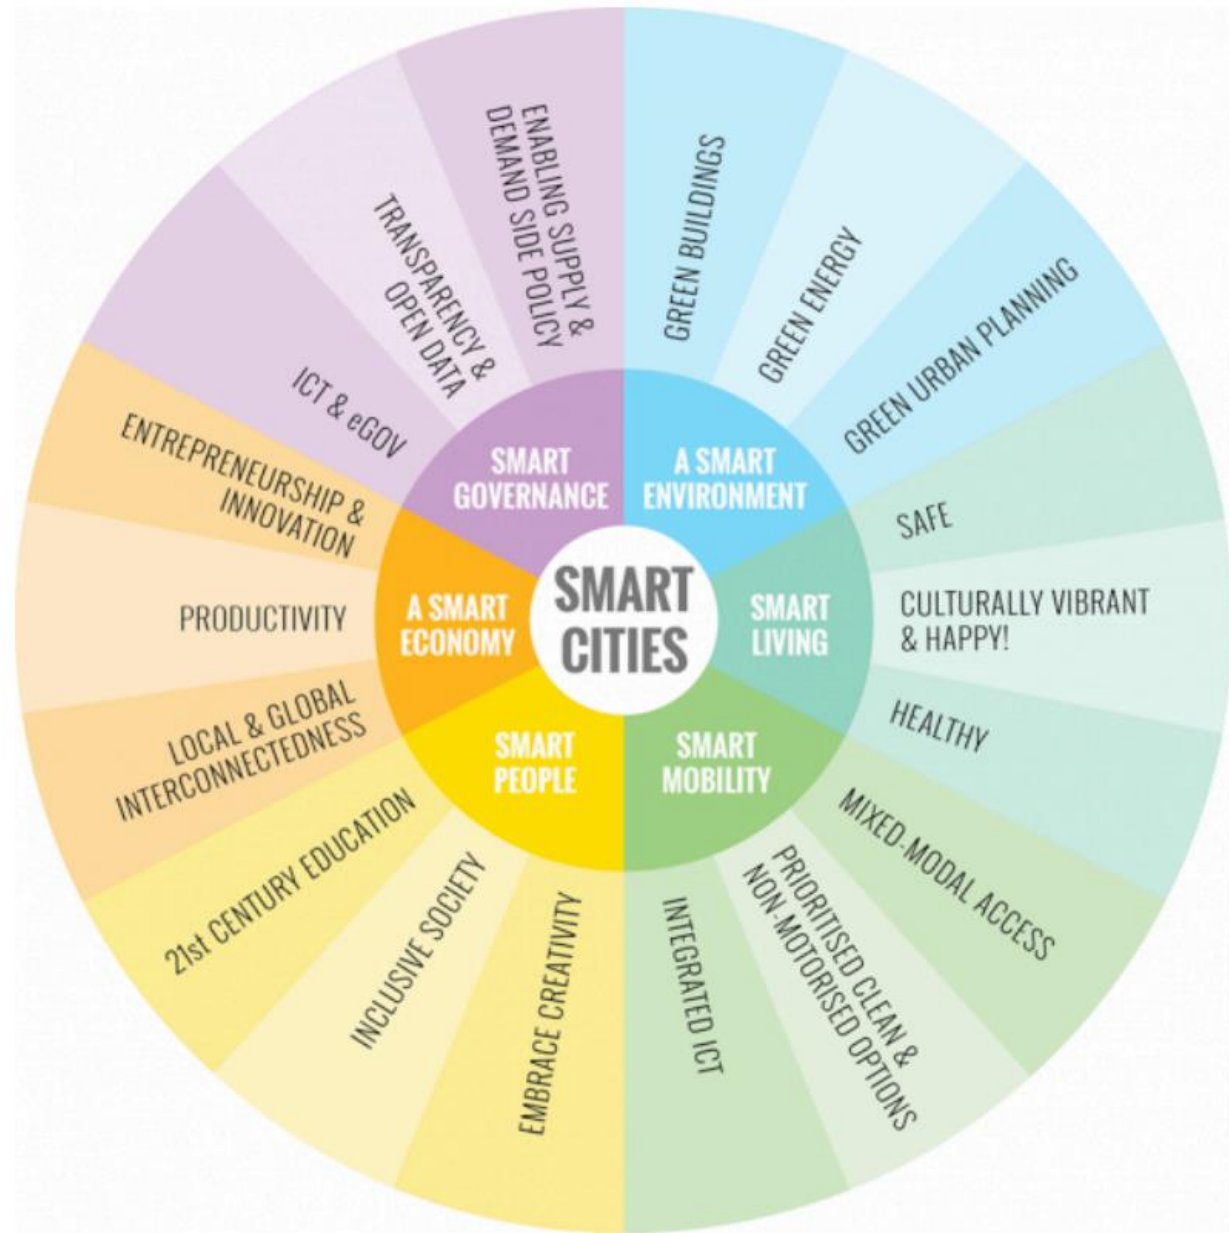 SMART
CITIES
A SMART
ENVIRONMENT
GREEN BUILDINGS
GREEN ENERGY
GREEN URBAN PLANNING
SMART
LIVING
SAFE
CULTURALLY VIBRANT
& HAPPY!
HEALTHY
SMART
MOBILITY
MIXED-MODAL ACCESS
PRIORITISED CLEAN &
NON-MOTORISED OPTIONS
INTEGRATED ICT
SMART
PEOPLE
EMBRACE CREATIVITY
INCLUSIVE SOCIETY
21st CENTURY EDUCATION
A SMART
ECONOMY
LOCAL & GLOBAL
INTERCONNECTEDNESS
PRODUCTIVITY
ENTREPRENEURSHIP &
INNOVATION
SMART
GOVERNANCE
ICT & eGOV
TRANSPARENCY &
OPEN DATA
ENABLING SUPPLY &
DEMAND SIDE POLICY